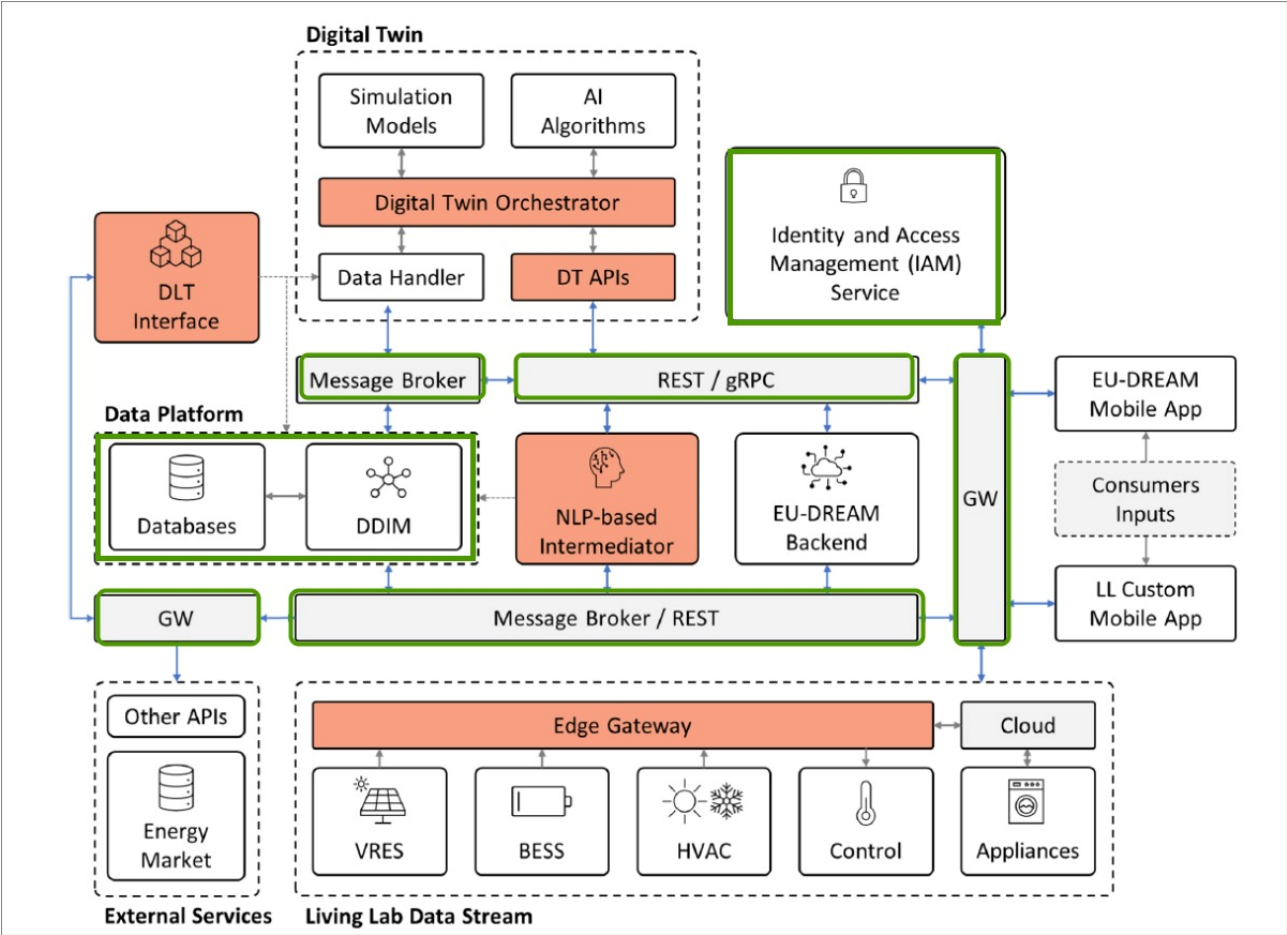 Digital Twin
Simulation
Models
AI
Algorithms
Digital Twin Orchestrator
Data Handler
DT APIs
DLT
Interface
Identity and Access
Management (IAM)
Service
Message Broker
REST / gRPC
GW
EU-DREAM
Mobile App
Consumers
Inputs
LL Custom
Mobile App
Data Platform
Databases
DDIM
NLP-based
Intermediator
EU-DREAM
Backend
GW
Message Broker / REST
Other APIs
Energy
Market
External Services
Edge Gateway
Cloud
VRES
BESS
HVAC
Control
Appliances
Living Lab Data Stream